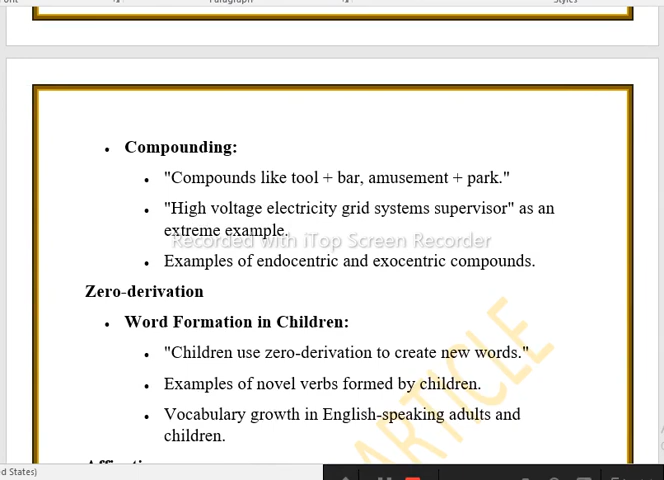 Paragraph
Styles
Compounding:
"Compounds like tool + bar, amusement + park."
"High voltage electricity grid systems supervisor" as an
extreme example.
Recorded with iTop Screen Recorder
Examples of endocentric and exocentric compounds.
Zero-derivation
Word Formation in Children:
"Children use zero-derivation to create new words."
Examples of novel verbs formed by children.
Vocabulary growth in English-speaking adults and
children.
ARTICLE
d States)